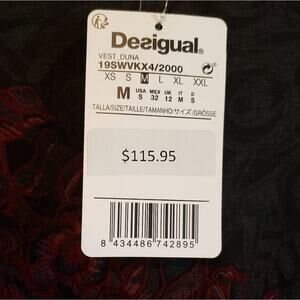 Desigual®
VEST_DUNA
19SWVKX4/2000
XS S M L XL XXL
M USA S MEX 32 UK 12 IT M D S
TALLA/SIZE/TAILLE/TAMANHO/サイズ/GRÖSSE
$115.95
8 434486 742895